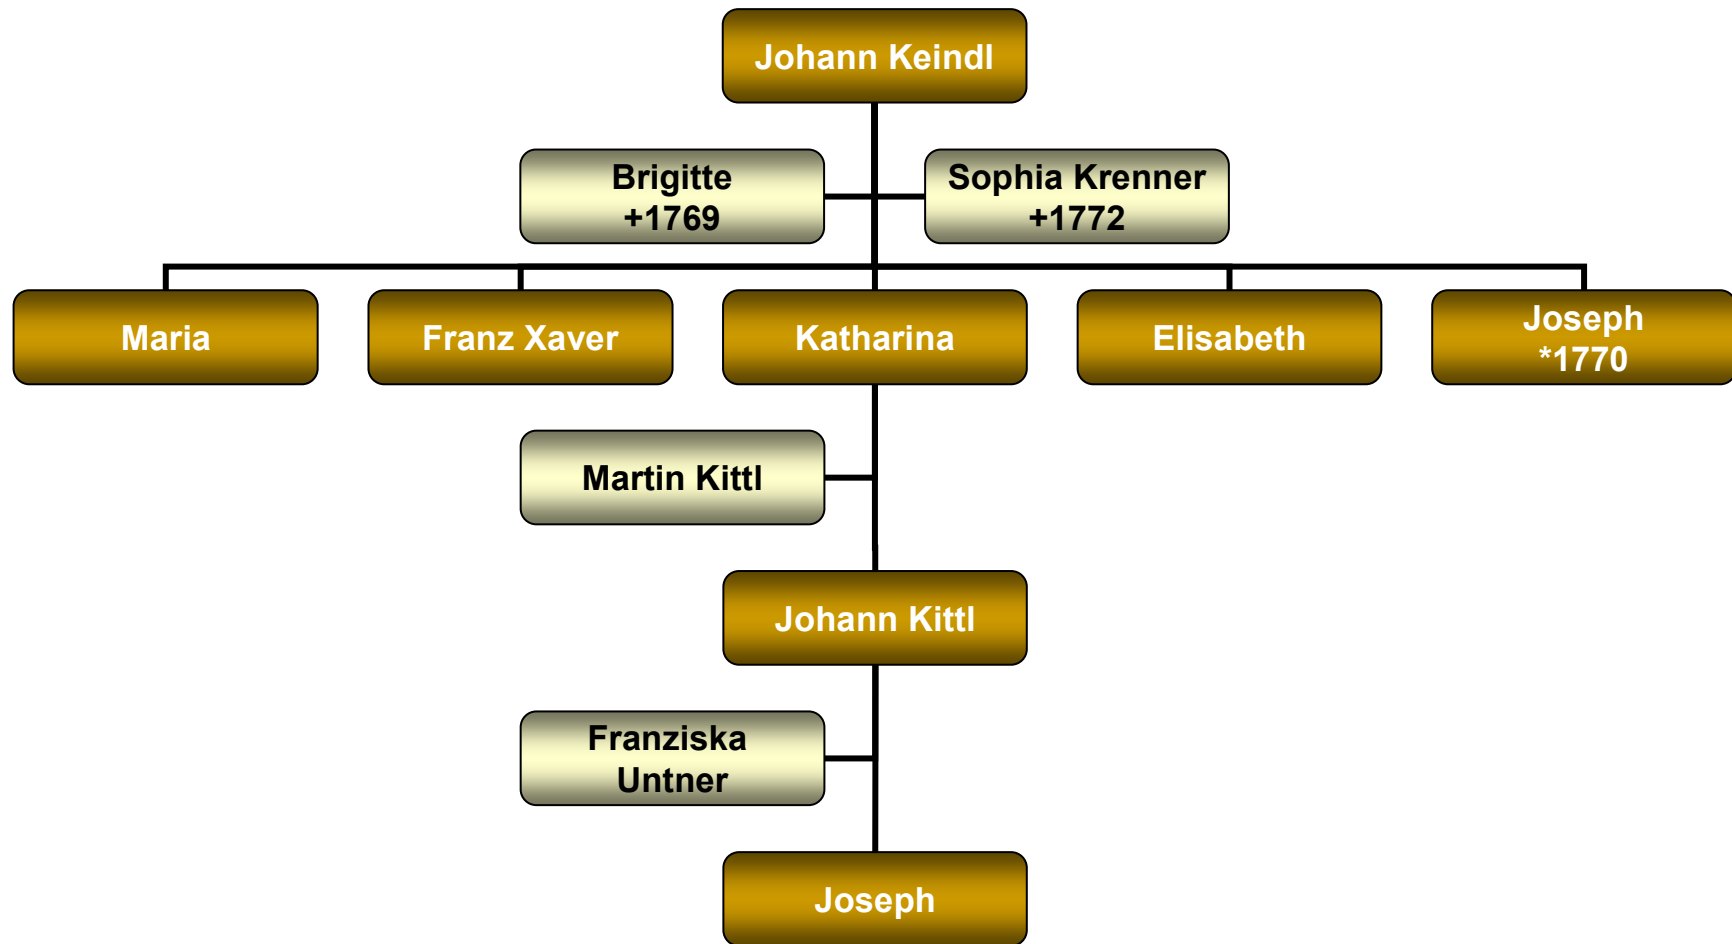 Johann Keindl
Brigitte
+1769
Sophia Krenner
+1772
Maria
Franz Xaver
Katharina
Elisabeth
Joseph
*1770
Martin Kittl
Johann Kittl
Franziska
Untner
Joseph